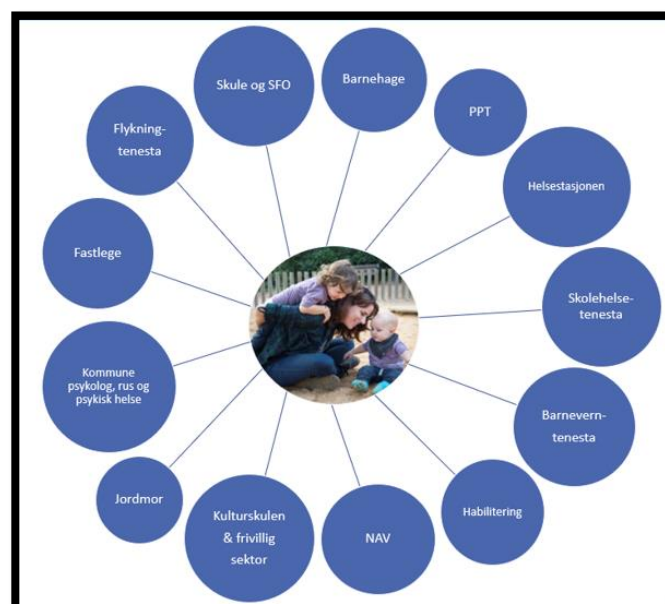 Skule og SFO
Barnehage
PPT
Helsestasjonen
Skolehelse-
tenesta
Barnevern-
tenesta
Habilitering
NAV
Kulturskulen
& frivillig
sektor
Jordmor
Kommune
psykolog, rus og
psykisk helse
Fastlege
Flykning-
tenesta